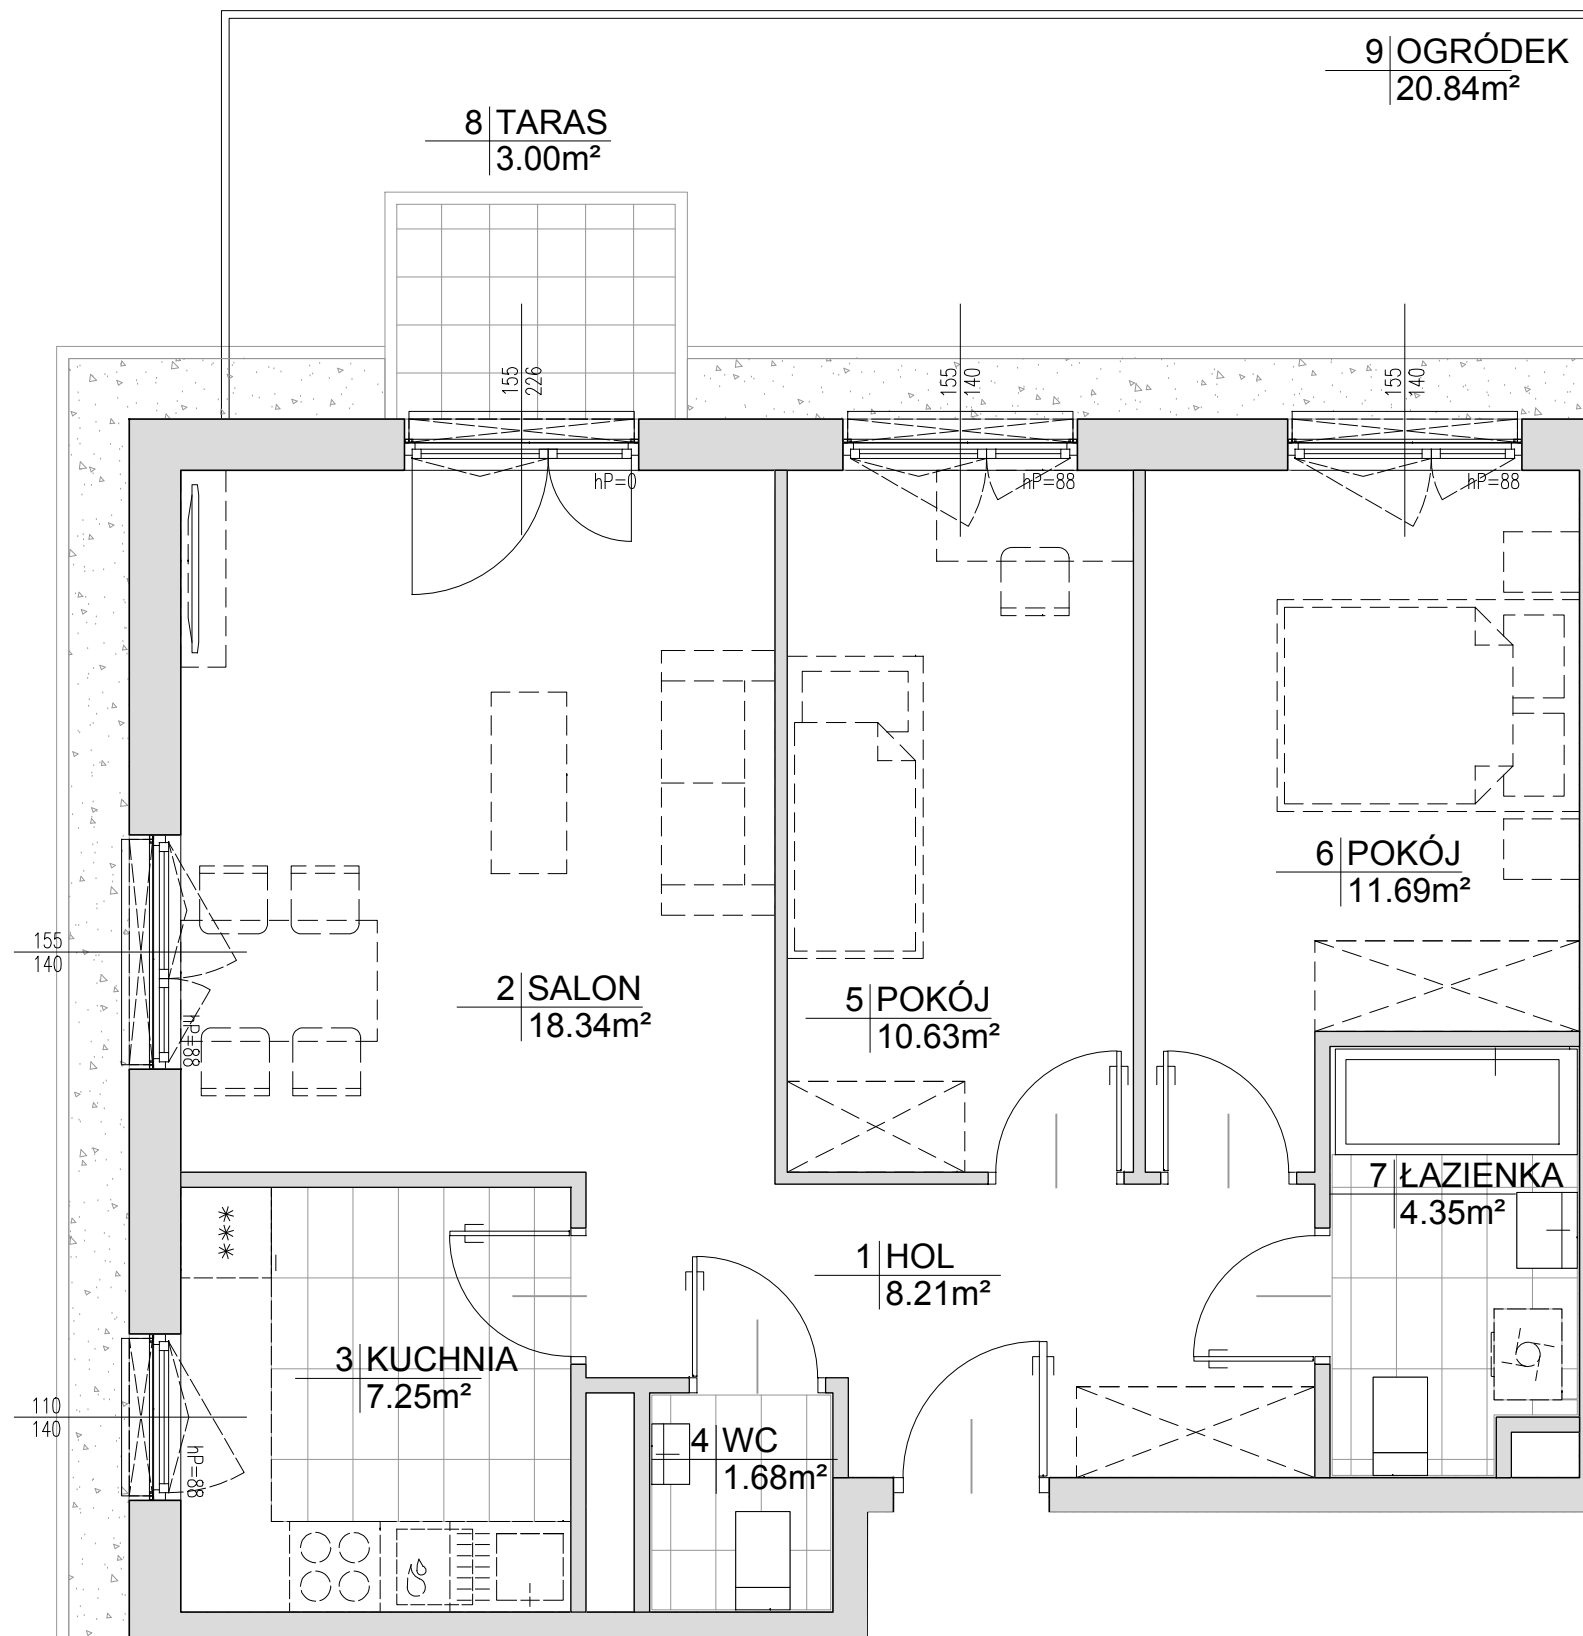 9 OGRÓDEK
20.84m²
8 TARAS
3.00m²
155
226
155
140
155
140
hP=0
hP=88
hP=88
6 POKÓJ
11.69m²
155
140
2 SALON
18.34m²
5 POKÓJ
10.63m²
hP=88
7 ŁAZIENKA
4.35m²
***
1 HOL
8.21m²
3 KUCHNIA
7.25m²
110
140
4 WC
1.68m²
hP=88